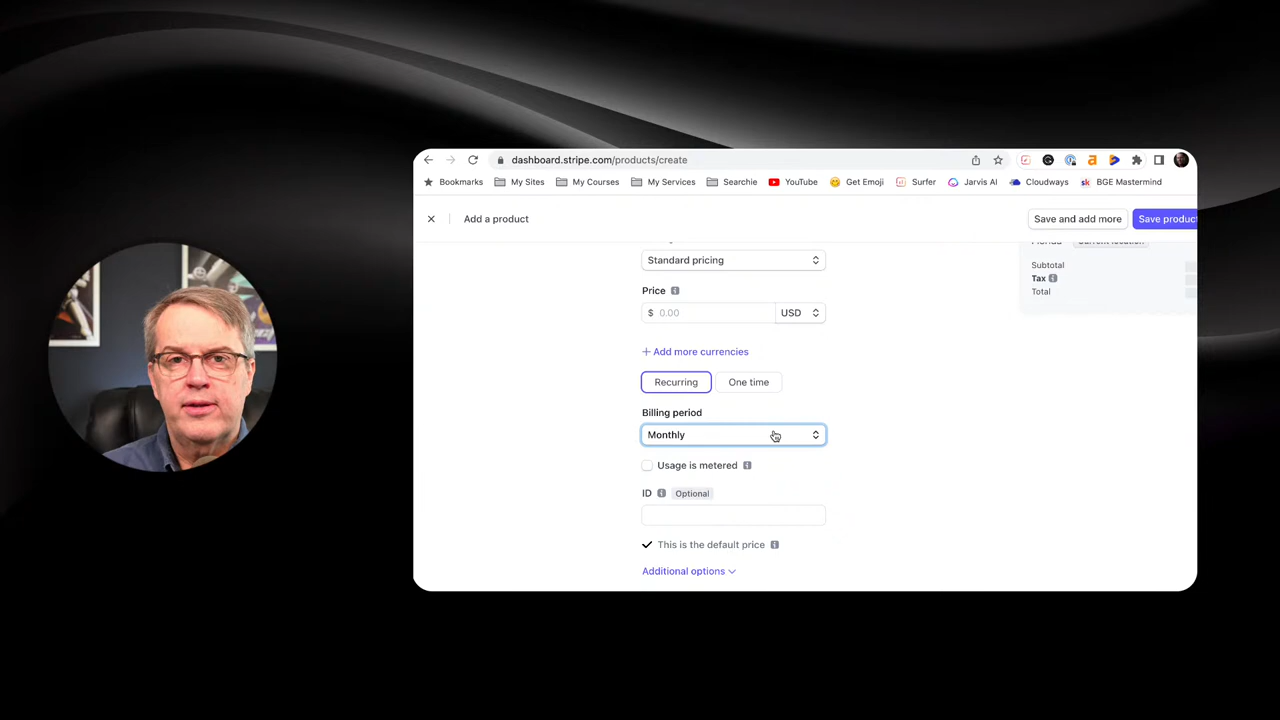 dashboard.stripe.com/products/create
Bookmarks My Sites My Courses My Services Searchie YouTube Get Emoji Surfer Jarvis AI Cloudways BGE Mastermind
Add a product Save and add more Save product
Current location
Standard pricing
Subtotal
Tax
Price
Total
$ 0.00 USD
+ Add more currencies
Recurring One time
Billing period
Monthly
Usage is metered
ID Optional
This is the default price
Additional options